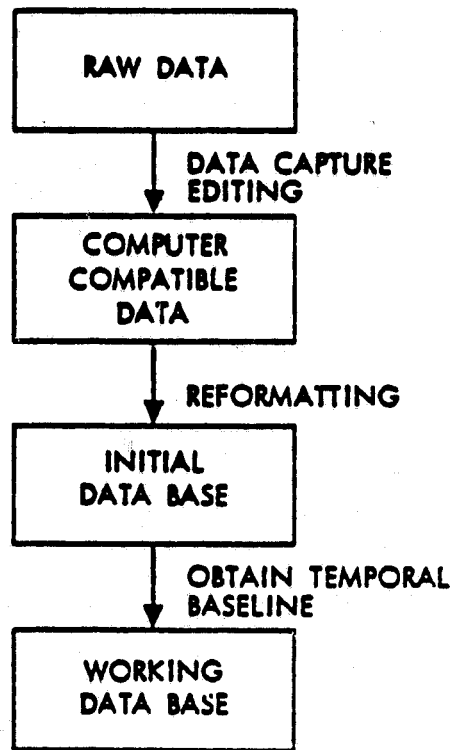 RAW DATA
DATA CAPTURE
EDITING
COMPUTER
COMPATIBLE
DATA
REFORMATTING
INITIAL
DATA BASE
OBTAIN TEMPORAL
BASELINE
WORKING
DATA BASE